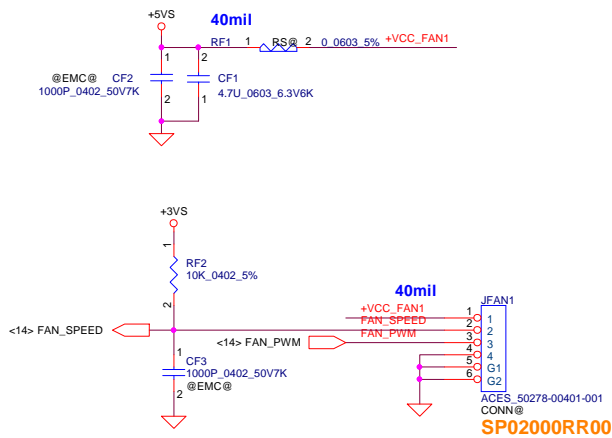 +5VS
40mil
RF1 1 RS@ 2 0_0603_5% +VCC_FAN1
1 2
@EMC@ CF2 CF1
1000P_0402_50V7K 4.7U_0603_6.3V6K
2 1
+3VS
1
RF2
10K_0402_5%
2
40mil
+VCC_FAN1
FAN_SPEED
FAN_PWM
JFAN1
1 1
2 2
3 3
4 4
5 G1
6 G2
<14> FAN_SPEED
<14> FAN_PWM
1
CF3
1000P_0402_50V7K
@EMC@
2
ACES_50278-00401-001
CONN@
SP02000RR00